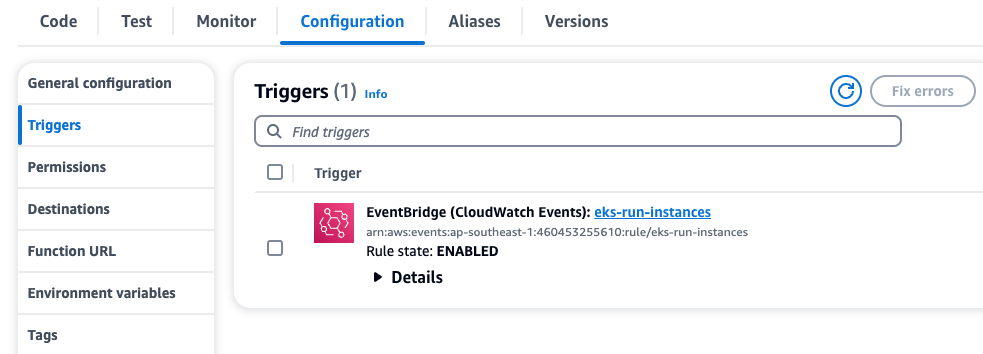 Code Test Monitor Configuration Aliases Versions
General configuration
Triggers
Permissions
Destinations
Function URL
Environment variables
Tags
Triggers (1) Info
Fix errors
Find triggers
Trigger
EventBridge (CloudWatch Events): eks-run-instances
arn:aws:events:ap-southeast-1:460453255610:rule/eks-run-instances
Rule state: ENABLED
Details